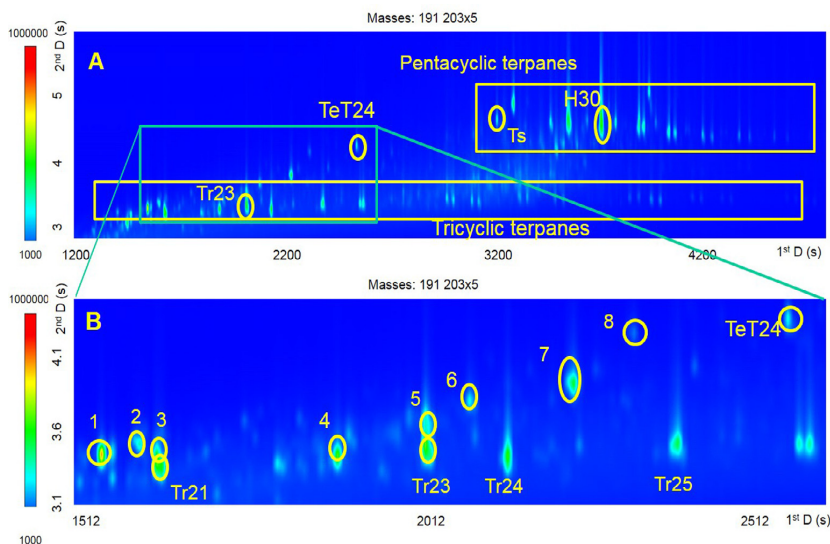 Masses: 191 203x5
1000000
2nd D (s)
A
Pentacyclic terpanes
5
TeT24
H30
Ts
4
Tr23
3
Tricyclic terpanes
1000
1200
2200
3200
4200
1st D (s)
Masses: 191 203x5
1000000
2nd D (s)
B
8
TeT24
4.1
7
6
5
3.6
1
2
3
4
Tr21
Tr23
Tr24
Tr25
3.1
1512
2012
2512
1st D (s)
1000